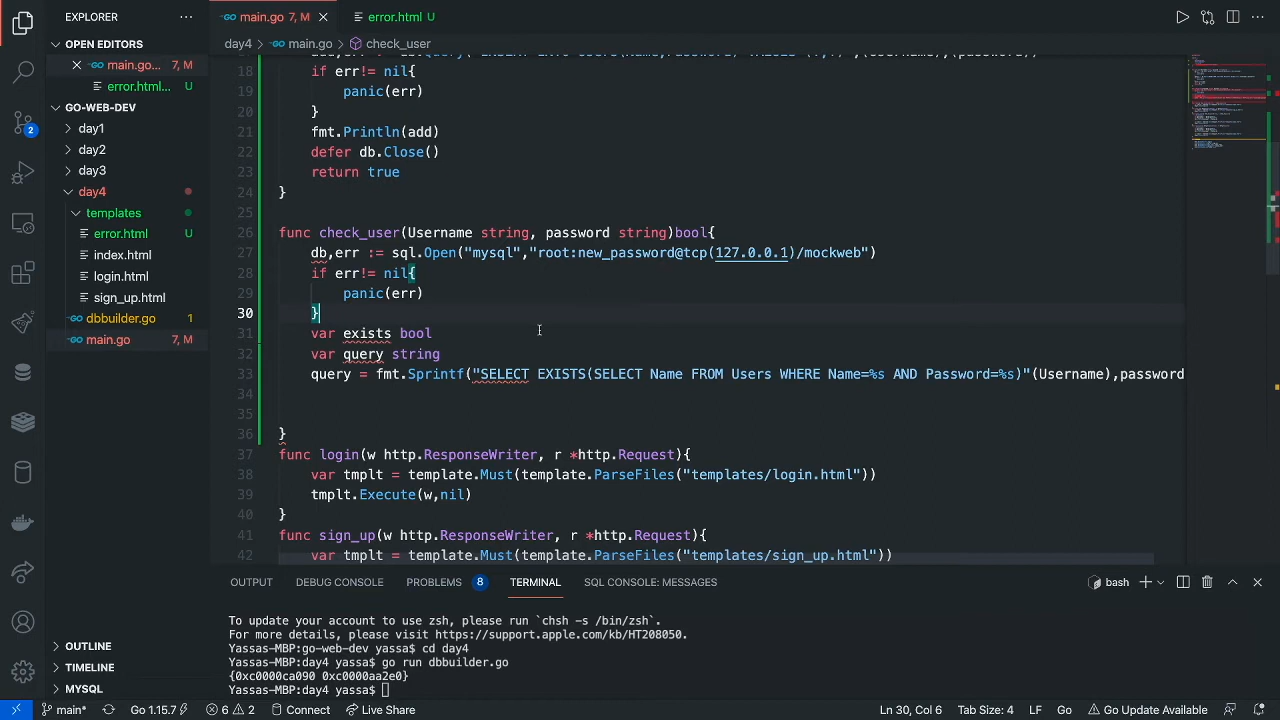 EXPLORER
OPEN EDITORS
main.go... 7, M
error.html... U
GO-WEB-DEV
day1
day2
day3
day4
templates
error.html U
index.html
login.html
sign_up.html
dbbuilder.go 1
main.go 7, M
OUTLINE
TIMELINE
MYSQL
2
main.go 7, M
error.html U
day4 > main.go > check_user
18 if err!= nil{
19 panic(err)
20 }
21 fmt.Println(add)
22 defer db.Close()
23 return true
24 }
25
26 func check_user(Username string, password string)bool{
27 db,err := sql.Open("mysql","root:new_password@tcp(127.0.0.1)/mockweb")
28 if err!= nil{
29 panic(err)
30 }
31 var exists bool
32 var query string
33 query = fmt.Sprintf("SELECT EXISTS(SELECT Name FROM Users WHERE Name=%s AND Password=%s)"(Username),password
34
35
36 }
37 func login(w http.ResponseWriter, r *http.Request){
38 var tmplt = template.Must(template.ParseFiles("templates/login.html"))
39 tmplt.Execute(w,nil)
40 }
41 func sign_up(w http.ResponseWriter, r *http.Request){
42 var tmplt = template.Must(template.ParseFiles("templates/sign_up.html"))
OUTPUT DEBUG CONSOLE PROBLEMS 8 TERMINAL SQL CONSOLE: MESSAGES
bash
To update your account to use zsh, please run `chsh -s /bin/zsh`.
For more details, please visit https://support.apple.com/kb/HT208050.
Yassas-MBP:go-web-dev yassa$ cd day4
Yassas-MBP:day4 yassa$ go run dbbuilder.go
{0xc0000ca090 0xc0000aa2e0}
Yassas-MBP:day4 yassa$
main* Go 1.15.7 6 2 Connect Live Share Ln 30, Col 6 Tab Size: 4 LF Go Go Update Available